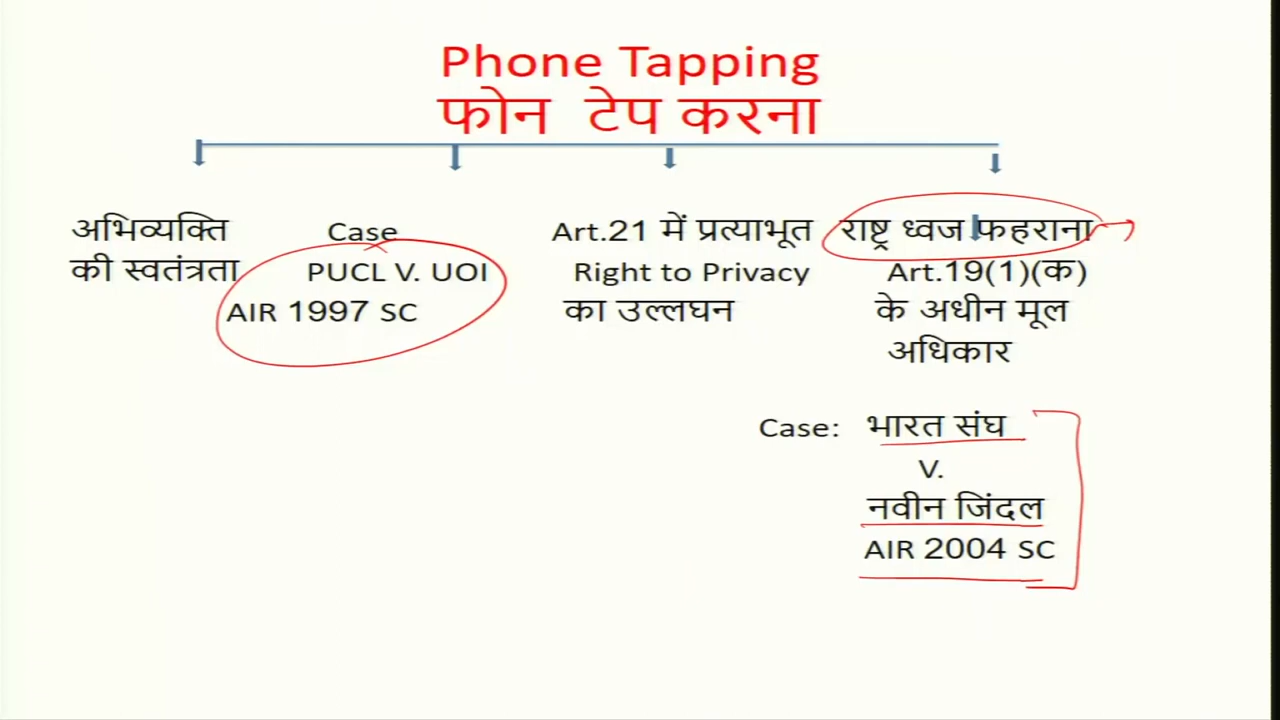 Phone Tapping
फोन टेप करना
अभिव्यक्ति
की स्वतंत्रता
Case
PUCL V. UOI
AIR 1997 SC
Art.21 में प्रत्याभूत
Right to Privacy
का उल्लघन
राष्ट्र ध्वज फहराना
Art.19(1)(क)
के अधीन मूल
अधिकार
Case: भारत संघ
V.
नवीन जिंदल
AIR 2004 SC